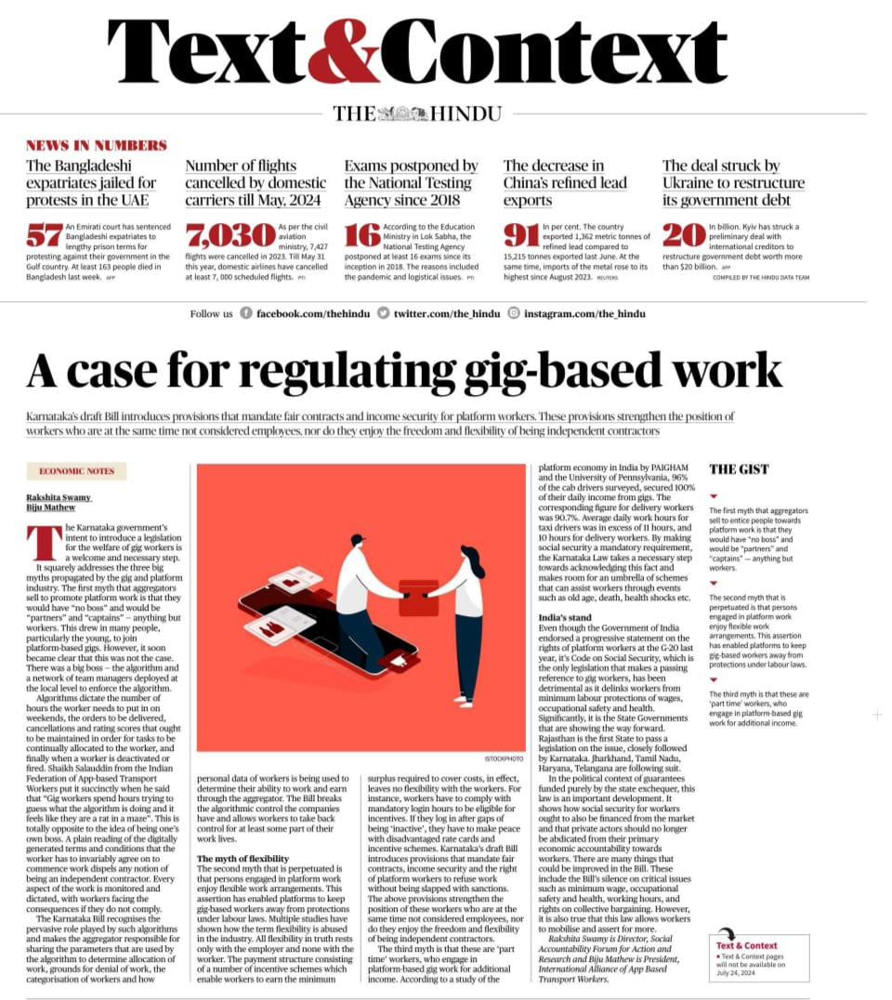 Text&Context
THE HINDU
NEWS IN NUMBERS
The Bangladeshi
expatriates jailed for
protests in the UAE
57 An Emirati court has sentenced
Bangladeshi expatriates to
lengthy prison terms for
protesting against their government in the
Gulf country. At least 163 people died in
Bangladesh last week. AFP
Number of flights
cancelled by domestic
carriers till May, 2024
7,030 As per the civil
aviation
ministry, 7,427
flights were cancelled in 2023. Till May 31
this year, domestic airlines have cancelled
at least 7, 000 scheduled flights. PTI
Exams postponed by
the National Testing
Agency since 2018
16 According to the Education
Ministry in Lok Sabha, the
National Testing Agency
postponed at least 16 exams since its
inception in 2018. The reasons included
the pandemic and logistical issues. PTI
The decrease in
China's refined lead
exports
91 In per cent. The country
exported 1,362 metric tonnes of
refined lead compared to
15,215 tonnes exported last June. At the
same time, imports of the metal rose to its
highest since August 2023. REUTERS
The deal struck by
Ukraine to restructure
its government debt
20 In billion. Kyiv has struck a
preliminary deal with
international creditors to
restructure government debt worth more
than $20 billion. AFP
COMPILED BY THE HINDU DATA TEAM
Follow us facebook.com/thehindu twitter.com/the_hindu instagram.com/the_hindu
A case for regulating gig-based work
Karnataka's draft Bill introduces provisions that mandate fair contracts and income security for platform workers. These provisions strengthen the position of
workers who are at the same time not considered employees, nor do they enjoy the freedom and flexibility of being independent contractors
ECONOMIC NOTES
Rakshita Swamy
Biju Mathew
The Karnataka government's
intent to introduce a legislation
for the welfare of gig workers is
a welcome and necessary step.
It squarely addresses the three big
myths propagated by the gig and platform
industry. The first myth that aggregators
sell to promote platform work is that they
would have "no boss" and would be
"partners" and "captains" – anything but
workers. This drew in many people,
particularly the young, to join
platform-based gigs. However, it soon
became clear that this was not the case.
There was a big boss – the algorithm and
a network of team managers deployed at
the local level to enforce the algorithm.
Algorithms dictate the number of
hours the worker needs to put in on
weekends, the orders to be delivered,
cancellations and rating scores that ought
to be maintained in order for tasks to be
continually allocated to the worker, and
finally when a worker is deactivated or
fired. Shaikh Salauddin from the Indian
Federation of App-based Transport
Workers put it succinctly when he said
that "Gig workers spend hours trying to
guess what the algorithm is doing and it
feels like they are a rat in a maze". This is
totally opposite to the idea of being one's
own boss. A plain reading of the digitally
generated terms and conditions that the
worker has to invariably agree on to
commence work dispels any notion of
being an independent contractor. Every
aspect of the work is monitored and
dictated, with workers facing the
consequences if they do not comply.
The Karnataka Bill recognises the
pervasive role played by such algorithms
and makes the aggregator responsible for
sharing the parameters that are used by
the algorithm to determine allocation of
work, grounds for denial of work, the
categorisation of workers and how
ISTOCKPHOTO
personal data of workers is being used to
determine their ability to work and earn
through the aggregator. The Bill breaks
the algorithmic control the companies
have and allows workers to take back
control for at least some part of their
work lives.
The myth of flexibility
The second myth that is perpetuated is
that persons engaged in platform work
enjoy flexible work arrangements. This
assertion has enabled platforms to keep
gig-based workers away from protections
under labour laws. Multiple studies have
shown how the term flexibility is abused
in the industry. All flexibility in truth rests
only with the employer and none with the
worker. The payment structure consisting
of a number of incentive schemes which
enable workers to earn the minimum
surplus required to cover costs, in effect,
leaves no flexibility with the workers. For
instance, workers have to comply with
mandatory login hours to be eligible for
incentives. If they log in after gaps of
being 'inactive', they have to make peace
with disadvantaged rate cards and
incentive schemes. Karnataka's draft Bill
introduces provisions that mandate fair
contracts, income security and the right
of platform workers to refuse work
without being slapped with sanctions.
The above provisions strengthen the
position of these workers who are at the
same time not considered employees, nor
do they enjoy the freedom and flexibility
of being independent contractors.
The third myth is that these are 'part
time' workers, who engage in
platform-based gig work for additional
income. According to a study of the
platform economy in India by PAIGHAM
and the University of Pennsylvania, 96%
of the cab drivers surveyed, secured 100%
of their daily income from gigs. The
corresponding figure for delivery workers
was 90.7%. Average daily work hours for
taxi drivers was in excess of 11 hours, and
10 hours for delivery workers. By making
social security a mandatory requirement,
the Karnataka Law takes a necessary step
towards acknowledging this fact and
makes room for an umbrella of schemes
that can assist workers through events
such as old age, death, health shocks etc.
India's stand
Even though the Government of India
endorsed a progressive statement on the
rights of platform workers at the G-20 last
year, it's Code on Social Security, which is
the only legislation that makes a passing
reference to gig workers, has been
detrimental as it delinks workers from
minimum labour protections of wages,
occupational safety and health.
Significantly, it is the State Governments
that are showing the way forward.
Rajasthan is the first State to pass a
legislation on the issue, closely followed
by Karnataka. Jharkhand, Tamil Nadu,
Haryana, Telangana are following suit.
In the political context of guarantees
funded purely by the state exchequer, this
law is an important development. It
shows how social security for workers
ought to also be financed from the market
and that private actors should no longer
be abdicated from their primary
economic accountability towards
workers. There are many things that
could be improved in the Bill. These
include the Bill's silence on critical issues
such as minimum wage, occupational
safety and health, working hours, and
rights on collective bargaining. However,
it is also true that this law allows workers
to mobilise and assert for more.
Rakshita Swamy is Director, Social
Accountability Forum for Action and
Research and Biju Mathew is President,
International Alliance of App Based
Transport Workers.
THE GIST
The first myth that aggregators
sell to entice people towards
platform work is that they
would have "no boss" and
would be "partners" and
"captains" — anything but
workers.
The second myth that is
perpetuated is that persons
engaged in platform work
enjoy flexible work
arrangements. This assertion
has enabled platforms to keep
gig-based workers away from
protections under labour laws.
The third myth is that these are
'part time' workers, who
engage in platform-based gig
work for additional income.
Text & Context
• Text & Context pages
will not be available on
July 24, 2024